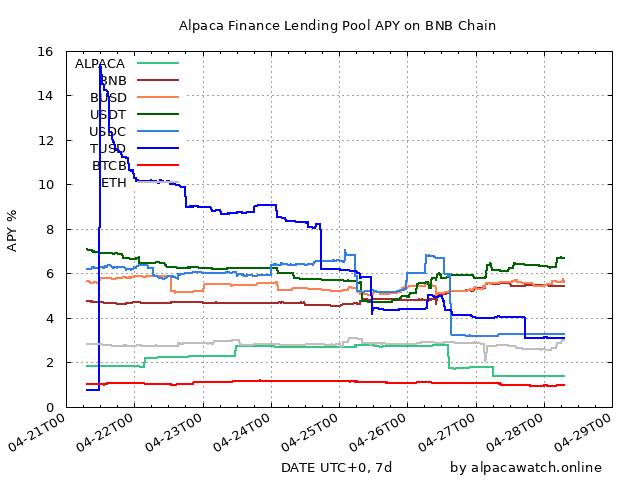 Alpaca Finance Lending Pool APY on BNB Chain
16
14
12
10
8
6
4
2
0
APY %
ALPACA
BNB
BUSD
USDT
USDC
TUSD
BTCB
ETH
04-21T00
04-22T00
04-23T00
04-24T00
04-25T00
04-26T00
04-27T00
04-28T00
04-29T00
DATE UTC+0, 7d
by alpacawatch.online